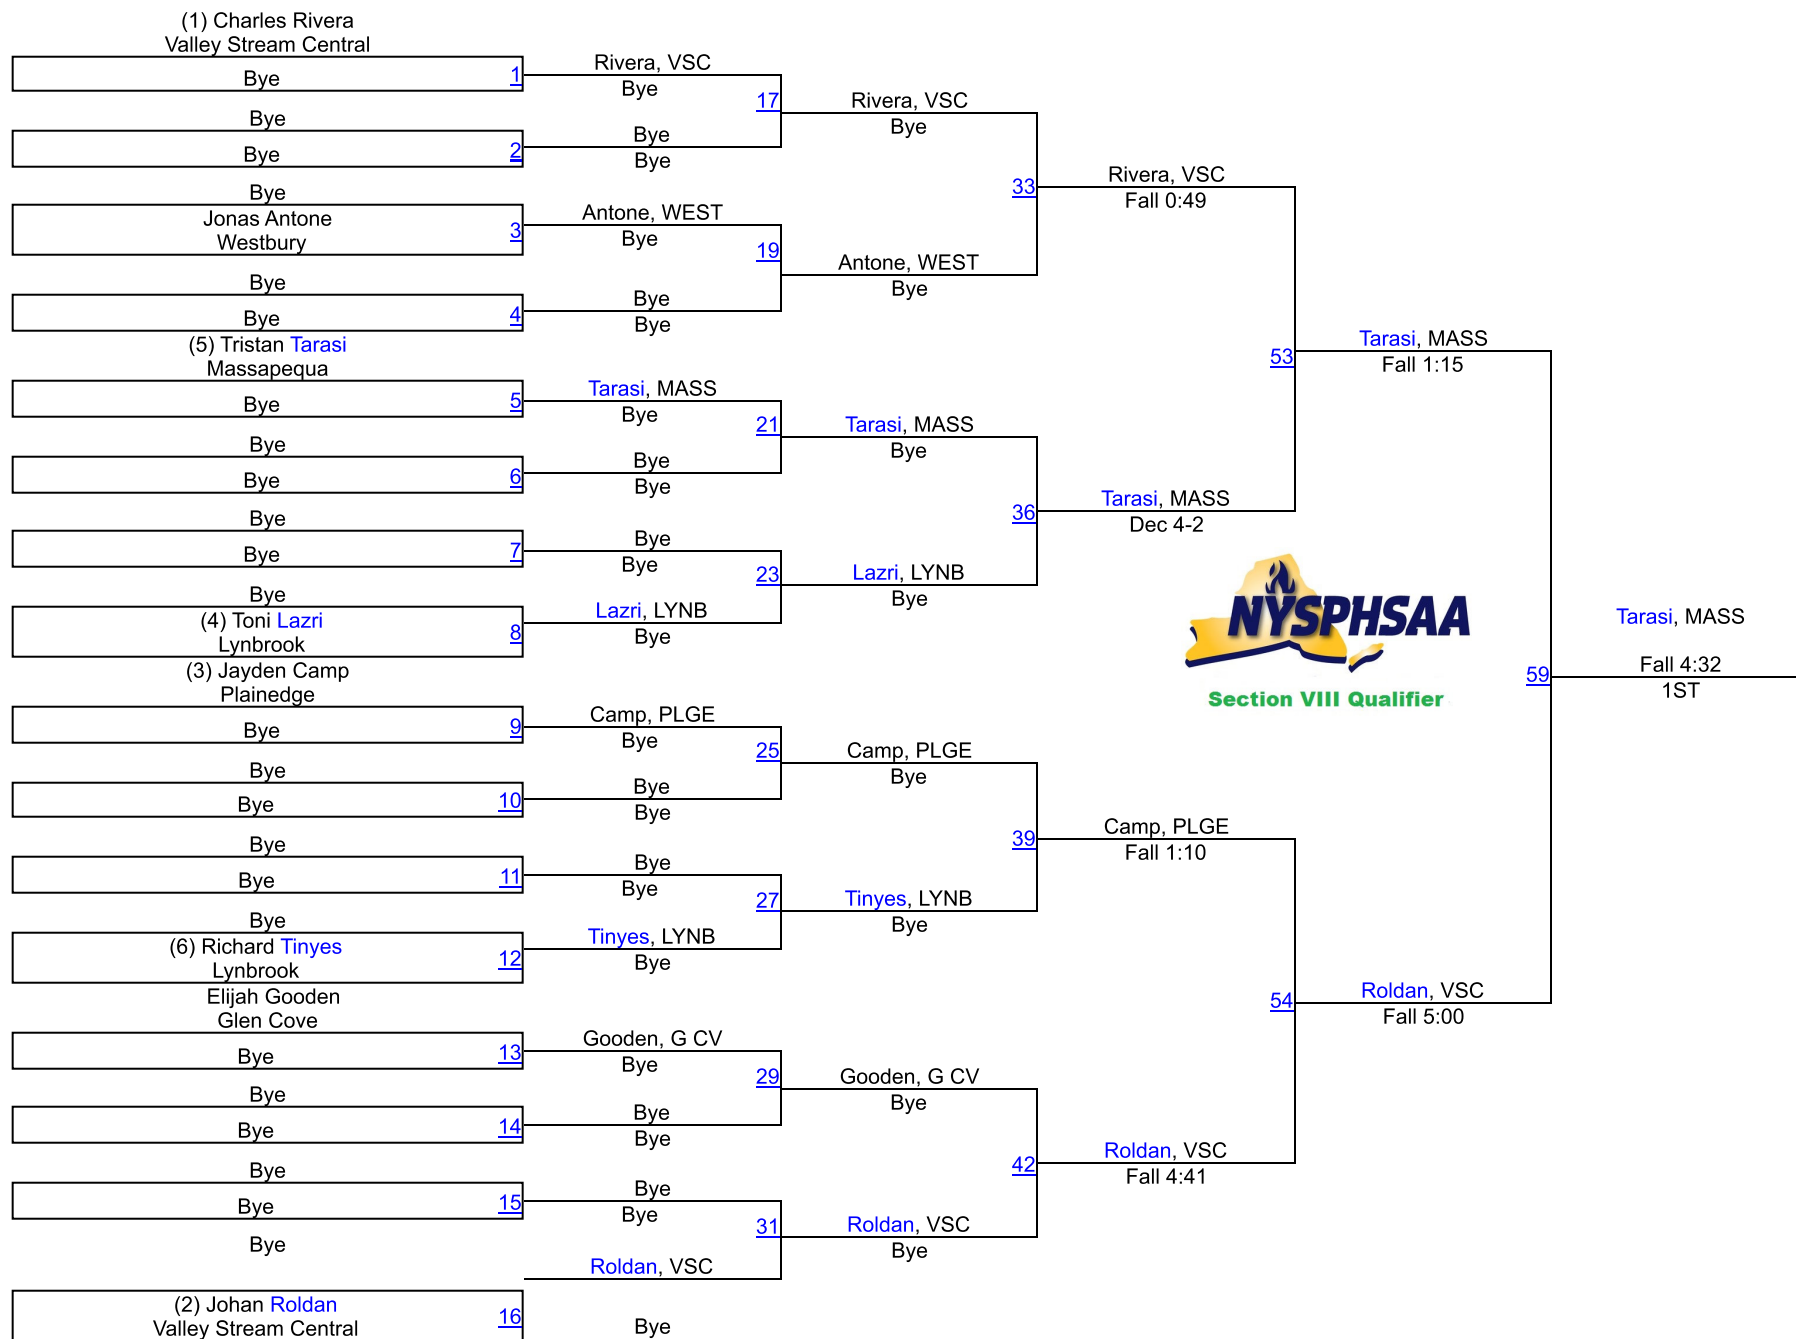 (1) Charles Rivera
Valley Stream Central
Bye
1
Bye
Bye
2
Bye
Jonas Antone
Westbury
3
Bye
Bye
4
(5) Tristan Tarasi
Massapequa
Bye
5
Bye
Bye
6
Bye
Bye
7
Bye
(4) Toni Lazri
Lynbrook
8
(3) Jayden Camp
Plainedge
Bye
9
Bye
Bye
10
Bye
Bye
11
Bye
(6) Richard Tinyes
Lynbrook
12
Elijah Gooden
Glen Cove
Bye
13
Bye
Bye
14
Bye
Bye
15
Bye
(2) Johan Roldan
Valley Stream Central
16
Rivera, VSC
Bye
17
Bye
Bye
Antone, WEST
Bye
19
Bye
Bye
Tarasi, MASS
Bye
21
Bye
Bye
Bye
Bye
23
Lazri, LYNB
Bye
Camp, PLGE
Bye
25
Bye
Bye
Bye
Bye
27
Tinyes, LYNB
Bye
Gooden, G CV
Bye
29
Bye
Bye
Bye
Bye
31
Roldan, VSC
Bye
Rivera, VSC
Bye
33
Antone, WEST
Bye
Tarasi, MASS
Bye
36
Lazri, LYNB
Bye
Camp, PLGE
Bye
39
Tinyes, LYNB
Bye
Gooden, G CV
Bye
42
Roldan, VSC
Bye
Rivera, VSC
Fall 0:49
53
Tarasi, MASS
Dec 4-2
NYSPHSAA
Section VIII Qualifier
Camp, PLGE
Fall 1:10
54
Roldan, VSC
Fall 4:41
Tarasi, MASS
Fall 1:15
59
Roldan, VSC
Fall 5:00
Tarasi, MASS
Fall 4:32
1ST